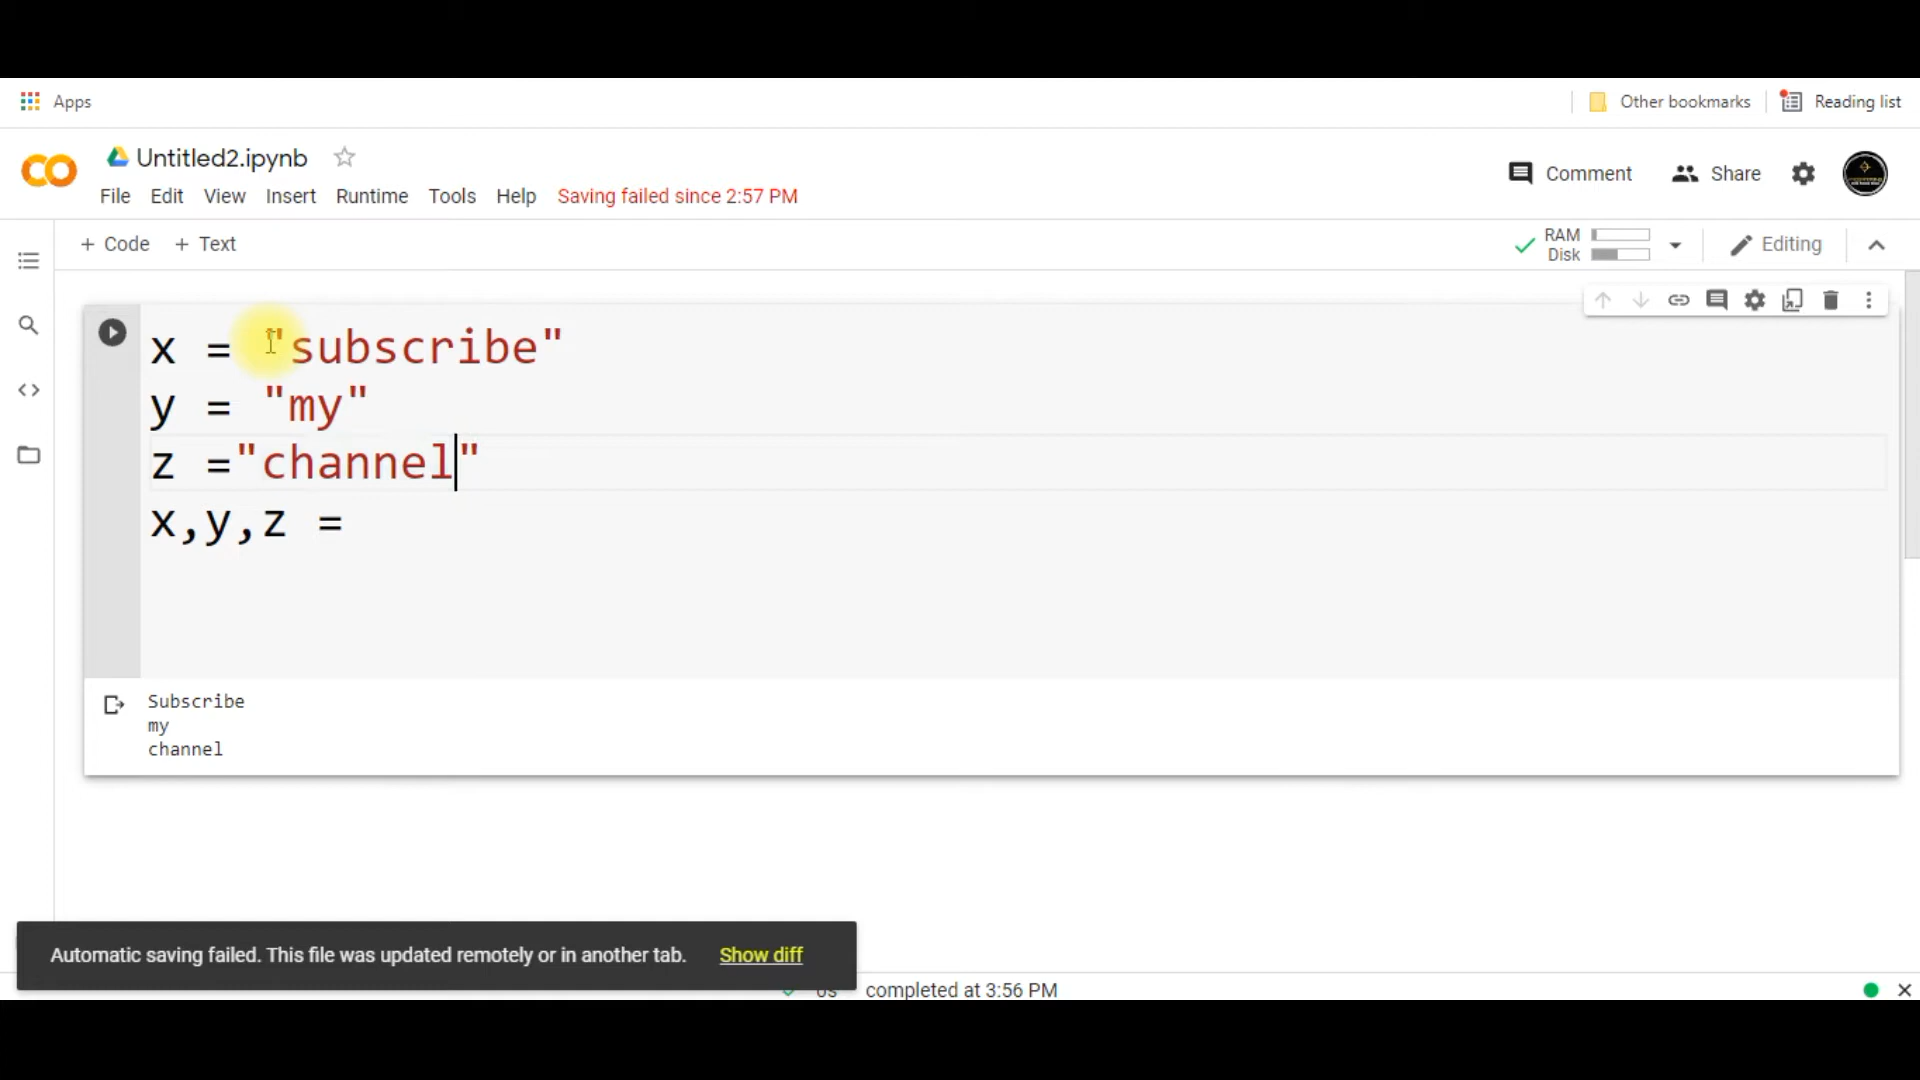 Apps
Other bookmarks
Reading list
CO
Untitled2.ipynb
File Edit View Insert Runtime Tools Help Saving failed since 2:57 PM
Comment
Share
+ Code + Text
RAM
Disk
Editing
x = "subscribe"
y = "my"
z ="channel"
x,y,z =
Subscribe
my
channel
Automatic saving failed. This file was updated remotely or in another tab. Show diff
0s completed at 3:56 PM